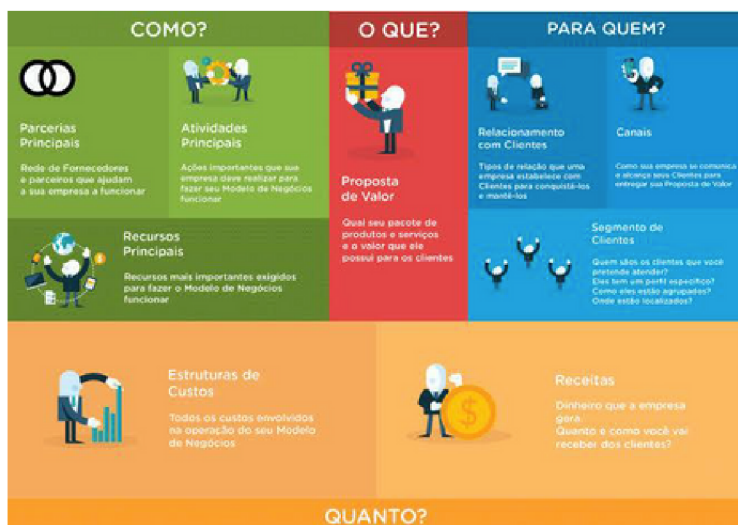 COMO?
O QUE?
PARA QUEM?
Parcerias
Principais
Rede de Fornecedores
e parceiros que ajudam
a sua empresa a funcionar
Atividades
Principais
Ações importantes que sua
empresa deve realizar para
fazer seu Modelo de Negócios
funcionar
Recursos
Principais
Recursos mais importantes exigidos
para fazer o Modelo de Negócios
funcionar
Proposta
de Valor
Qual seu pacote de
produtos e serviços
e o valor que ele
possui para os clientes
Relacionamento
com Clientes
Tipos de relação que uma
empresa estabelece com
Clientes para conquistá-los
e mantê-los
Canais
Como sua empresa se comunica
e alcança seus Clientes para
entregar sua Proposta de Valor
Segmento de
Clientes
Quem sãos os clientes que você
pretende atender?
Eles tem um perfil específico?
Como eles estão agrupados?
Onde estão localizados?
Estruturas de
Custos
Todos os custos envolvidos
na operação do seu Modelo
de Negócios
Receitas
Dinheiro que a empresa
gera.
Quanto e como você vai
receber dos clientes?
QUANTO?